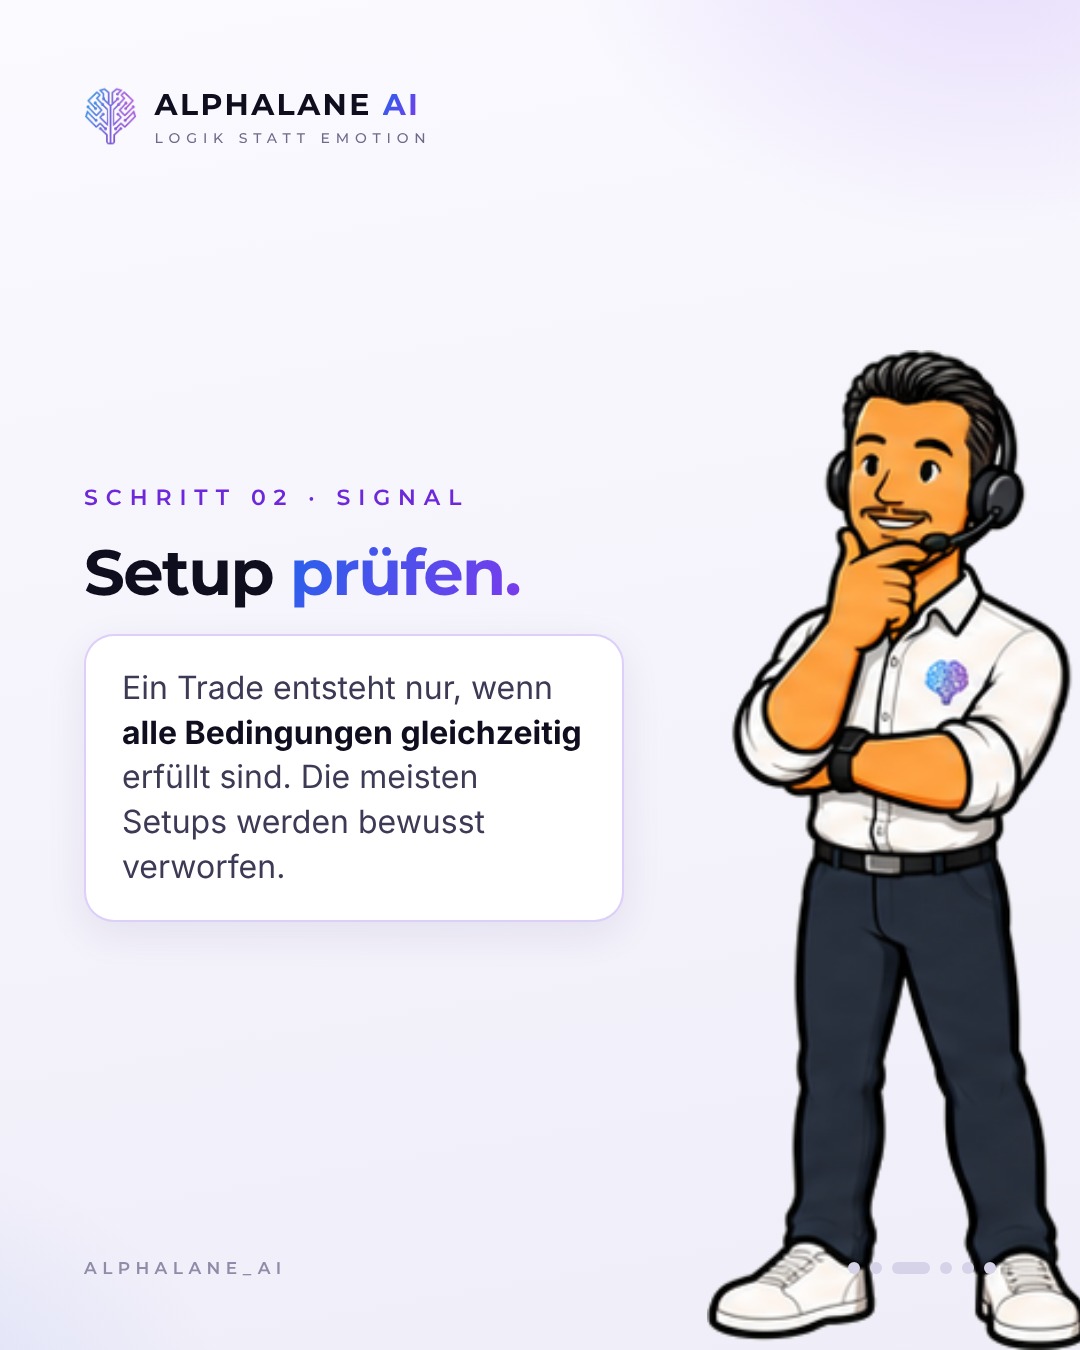 ALPHALANE AI
LOGIK STATT EMOTION
SCHRITT 02 · SIGNAL
Setup prüfen.
Ein Trade entsteht nur, wenn
alle Bedingungen gleichzeitig
erfüllt sind. Die meisten
Setups werden bewusst
verworfen.
ALPHALANE_AI